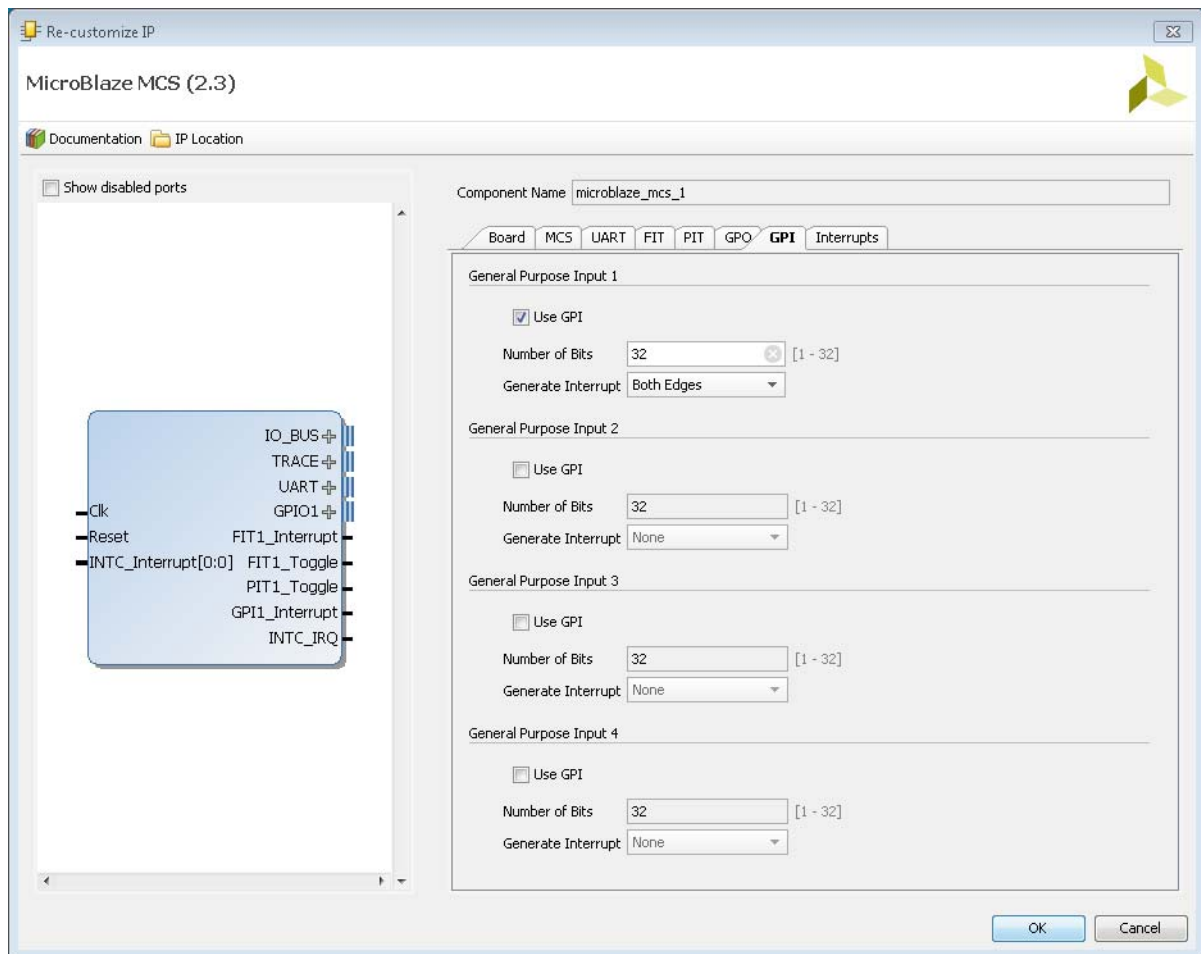 Re-customize IP
MicroBlaze MCS (2.3)
Documentation IP Location
Show disabled ports
IO_BUS
TRACE
UART
Clk GPIO1
Reset FIT1_Interrupt
INTC_Interrupt[0:0] FIT1_Toggle
PIT1_Toggle
GPI1_Interrupt
INTC_IRQ
Component Name microblaze_mcs_1
Board MCS UART FIT PIT GPO GPI Interrupts
General Purpose Input 1
Use GPI
Number of Bits 32 [1 - 32]
Generate Interrupt Both Edges
General Purpose Input 2
Use GPI
Number of Bits 32 [1 - 32]
Generate Interrupt None
General Purpose Input 3
Use GPI
Number of Bits 32 [1 - 32]
Generate Interrupt None
General Purpose Input 4
Use GPI
Number of Bits 32 [1 - 32]
Generate Interrupt None
OK Cancel